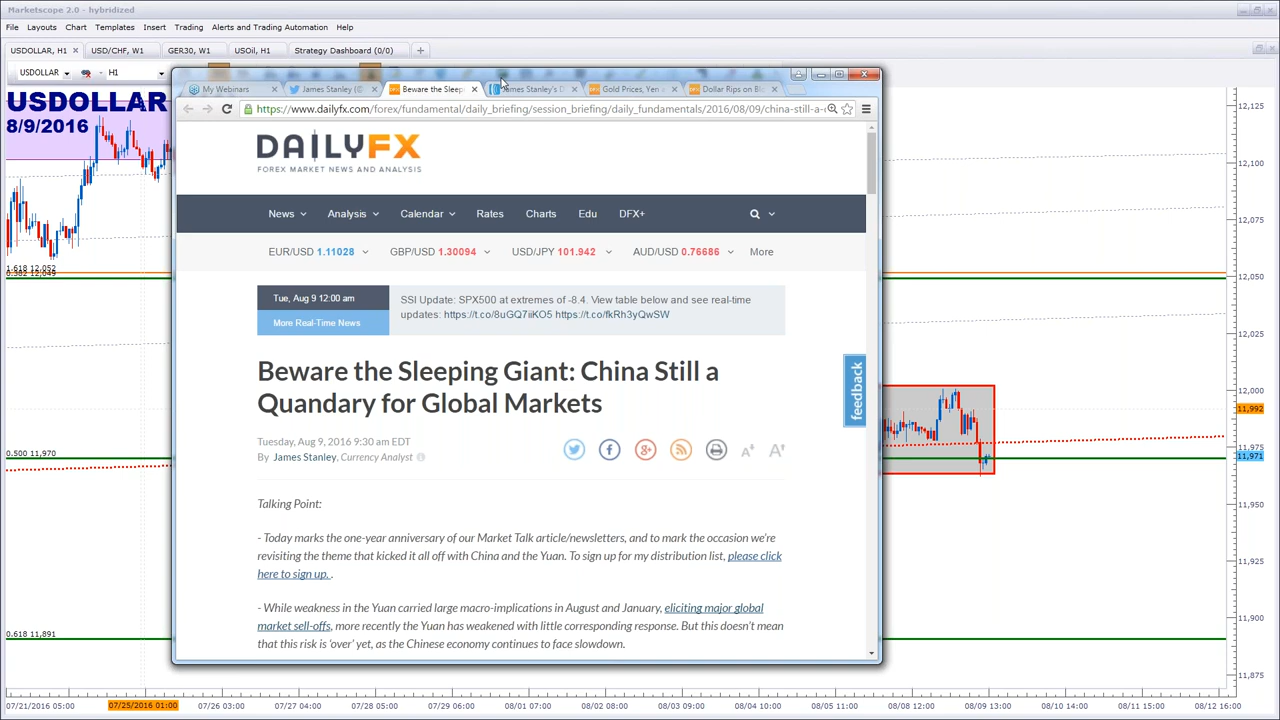 Marketscope 2.0 - hybridized
File Layouts Chart Templates Insert Trading Alerts and Trading Automation Help
USDOLLAR, H1 USD/CHF, W1 GER30, W1 USOil, H1 Strategy Dashboard (0/0)
USDOLLAR H1
USDOLLAR
8/9/2016
My Webinars James Stanley (@ Beware the Sleep James Stanley's D Gold Prices, Yen Dollar Rips on Bl
https://www.dailyfx.com/forex/fundamental/daily_briefing/session_briefing/daily_fundamentals/2016/08/09/china-still-a-
DAILYFX
FOREX MARKET NEWS AND ANALYSIS
News Analysis Calendar Rates Charts Edu DFX+
EUR/USD 1.11028 GBP/USD 1.30094 USD/JPY 101.942 AUD/USD 0.76686 More
Tue, Aug 9 12:00 am
More Real-Time News
SSI Update: SPX500 at extremes of -8.4. View table below and see real-time
updates: https://t.co/8uGQ7iiKO5 https://t.co/fkRh3yQwSW
Beware the Sleeping Giant: China Still a
Quandary for Global Markets
feedback
Tuesday, Aug 9, 2016 9:30 am EDT
By James Stanley, Currency Analyst
Talking Point:
- Today marks the one-year anniversary of our Market Talk article/newsletters, and to mark the occasion we're
revisiting the theme that kicked it all off with China and the Yuan. To sign up for my distribution list, please click
here to sign up. .
- While weakness in the Yuan carried large macro-implications in August and January, eliciting major global
market sell-offs, more recently the Yuan has weakened with little corresponding response. But this doesn't mean
that this risk is 'over' yet, as the Chinese economy continues to face slowdown.
1.618 12,052
0.382 12,049
0.500 11,970
0.618 11,891
12,125
12,100
12,075
12,050
12,025
12,000
11,992
11,975
11,971
11,950
11,925
11,900
11,875
07/21/2016 05:00 07/25/2016 01:00 07/26 03:00 07/27 04:00 07/28 05:00 07/29 06:00 08/01 07:00 08/02 08:00 08/03 09:00 08/04 10:00 08/05 11:00 08/08 12:00 08/09 13:00 08/10 14:00 08/11 15:00 08/12 16:00